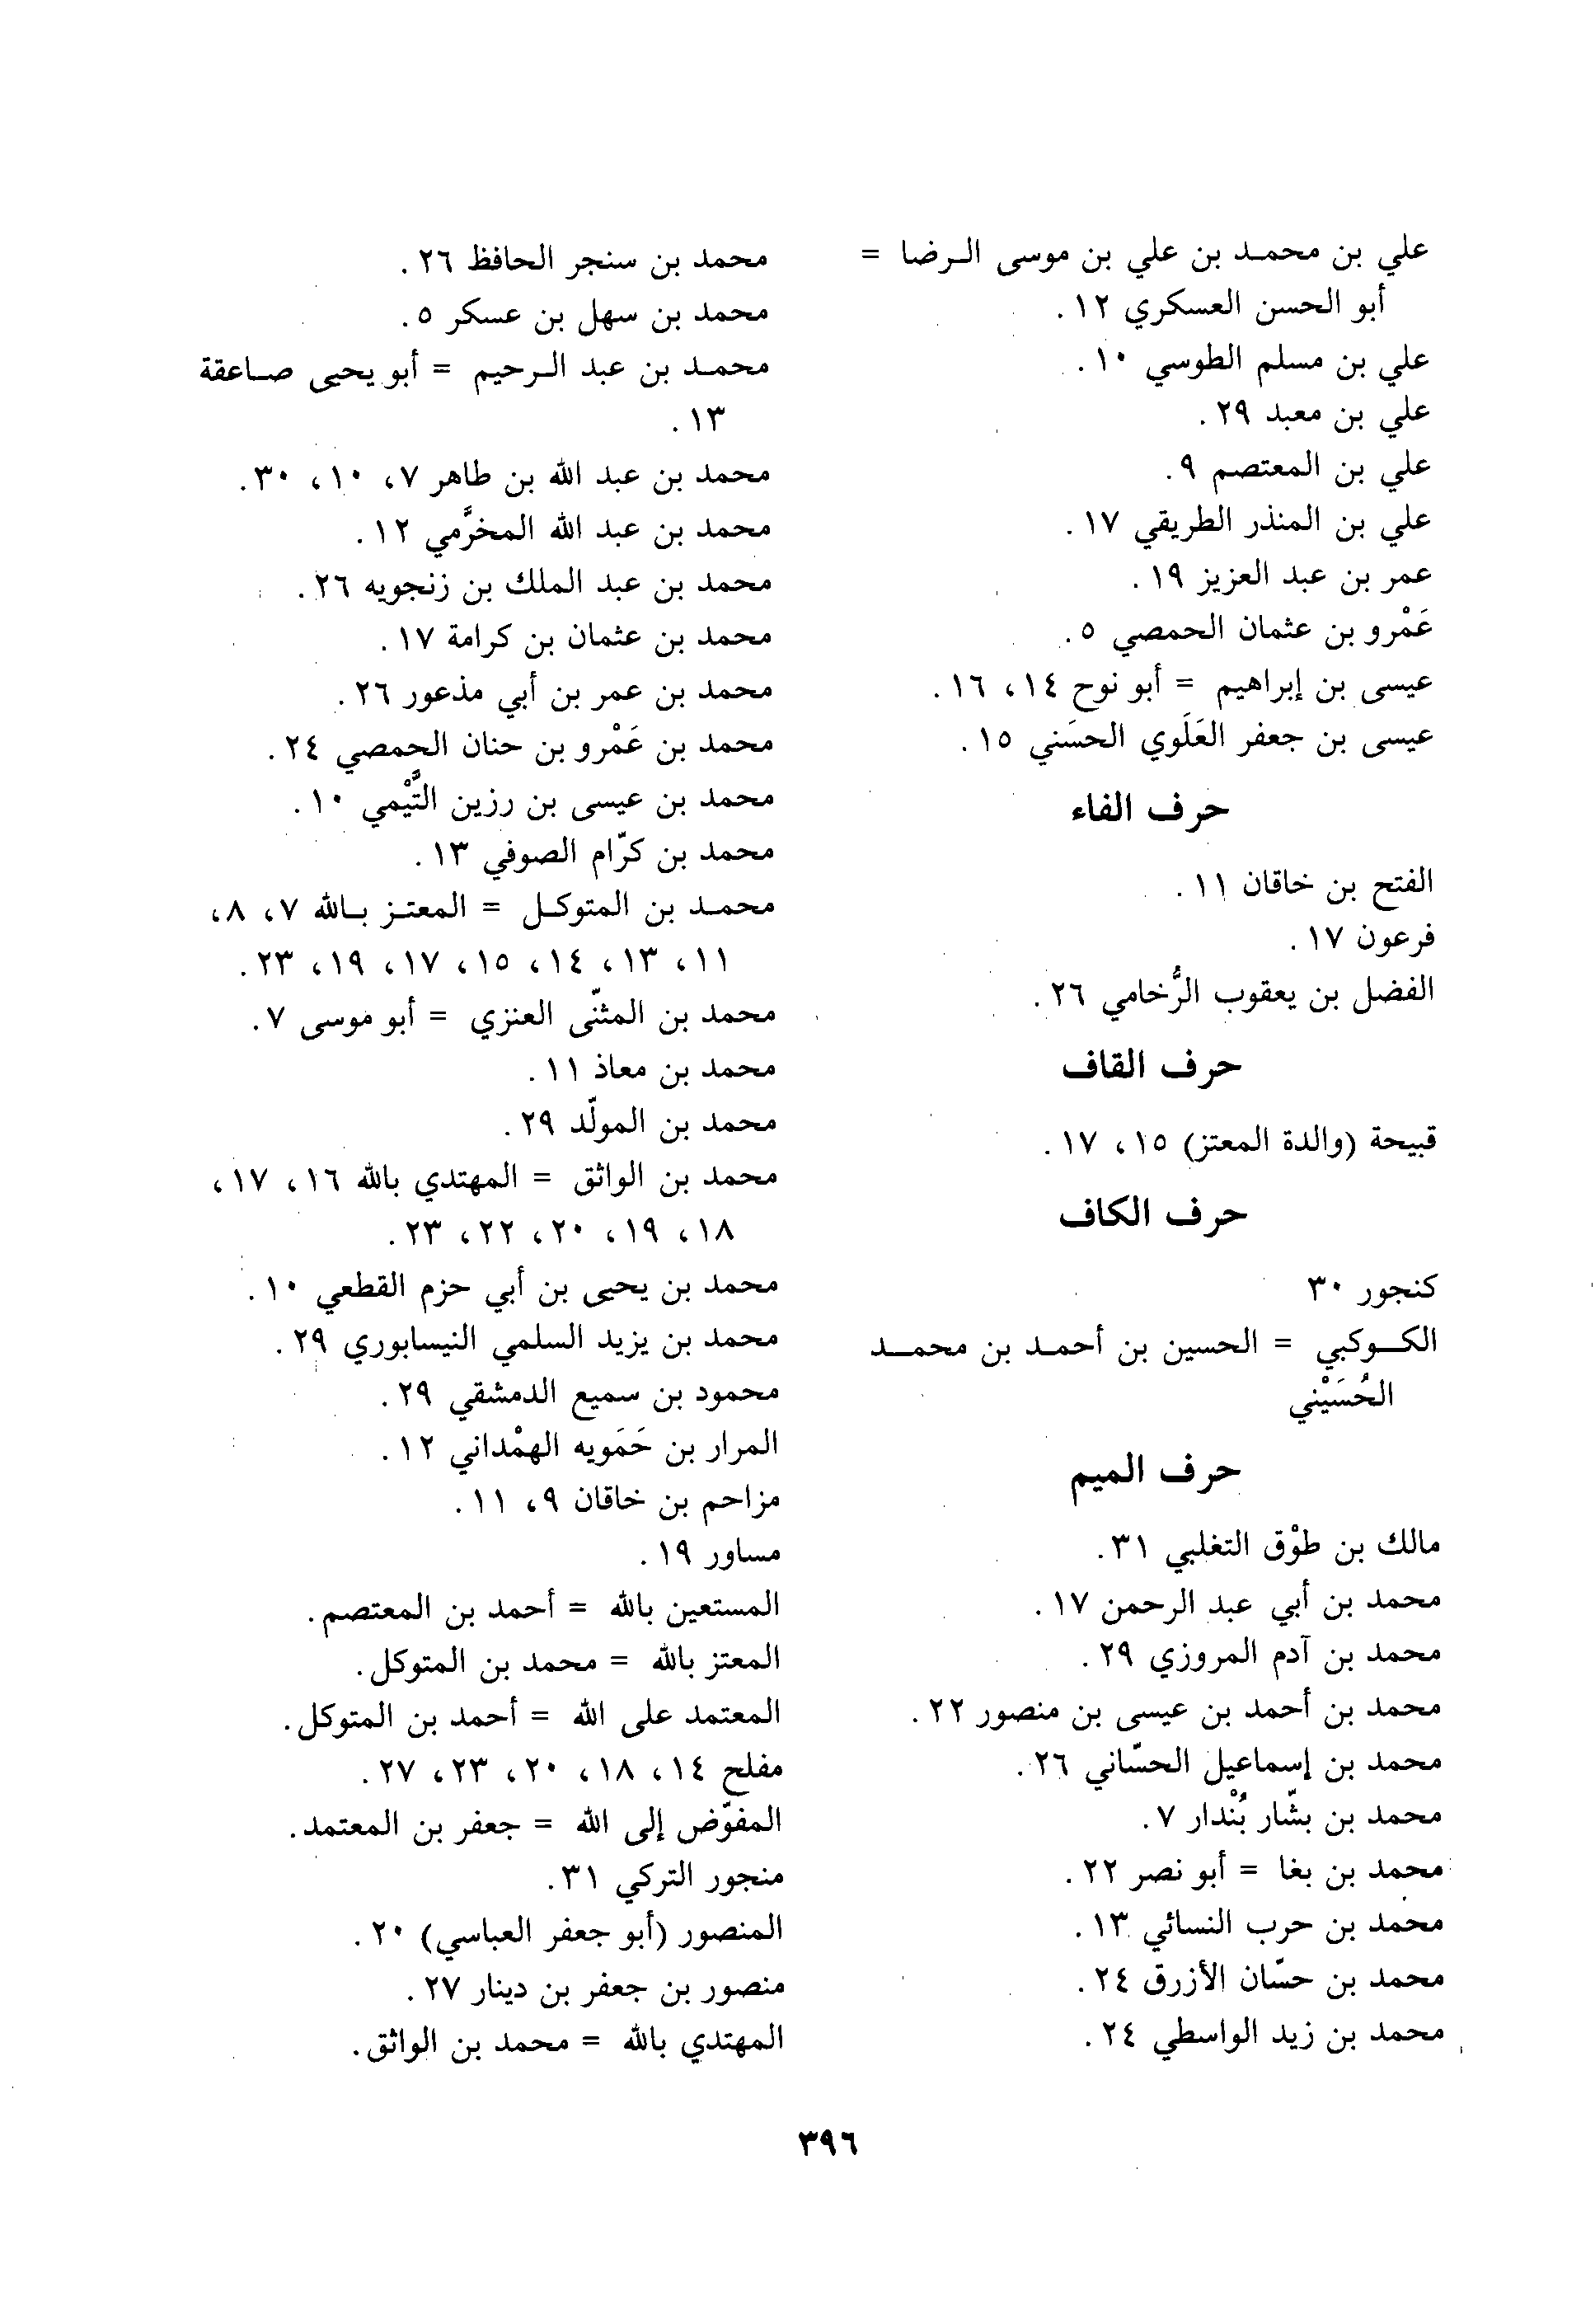 علي بن محمـد بن علي بن موسى الـرضا =
أبو الحسن العسكري ١٢ .
علي بن مسلم الطوسي ١٠ .
علي بن معبد ٢٩ .
علي بن المعتصم ٩ .
علي بن المنذر الطريقي ١٧ .
عمر بن عبد العزيز ١٩ .
عَمْرو بن عثمان الحمصي ٥ .
عيسى بن إبراهيم = أبو نوح ١٤ ، ١٦ .
عيسى بن جعفر العَلَوي الحسَني ١٥ .
حرف الفاء
الفتح بن خاقان ١١ .
فرعون ١٧ .
الفضل بن يعقوب الرُّخامي ٢٦ .
حرف القاف
قبيحة (والدة المعتز) ١٥ ، ١٧ .
حرف الكاف
كنجور ٣٠
الكـوكبي = الحسين بن أحمـد بن محمـد
الحُسَيْني
حرف الميم
مالك بن طوْق التغلبي ٣١ .
محمد بن أبي عبد الرحمن ١٧ .
محمد بن آدم المروزي ٢٩ .
محمد بن أحمد بن عيسى بن منصور ٢٢ .
محمد بن إسماعيل الحسّاني ٢٦ .
محمد بن بشّار بُنْدار ٧ .
محمد بن بغا = أبو نصر ٢٢ .
محمد بن حرب النسائي ١٣ .
محمد بن حسّان الأزرق ٢٤ .
محمد بن زيد الواسطي ٢٤ .
محمد بن سنجر الحافظ ٢٦ .
محمد بن سهل بن عسكر ٥ .
محمـد بن عبد الـرحيم = أبو يحيى صـاعقة
١٣ .
محمد بن عبد الله بن طاهر ٧ ، ١٠ ، ٣٠ .
محمد بن عبد الله المخرَّمي ١٢ .
محمد بن عبد الملك بن زنجويه ٢٦ .
محمد بن عثمان بن كرامة ١٧ .
محمد بن عمر بن أبي مذعور ٢٦ .
محمد بن عَمْرو بن حنان الحمصي ٢٤ .
محمد بن عيسى بن رزين التَّيْمي ١٠ .
محمد بن كرّام الصوفي ١٣ .
محمـد بن المتوكـل = المعتـز بـالله ٧ ، ٨ ،
١١ ، ١٣ ، ١٤ ، ١٥ ، ١٧ ، ١٩ ، ٢٣ .
محمد بن المثنّى العنزي = أبو موسى ٧ .
محمد بن معاذ ١١ .
محمد بن المولّد ٢٩ .
محمد بن الواثق = المهتدي بالله ١٦ ، ١٧ ،
١٨ ، ١٩ ، ٢٠ ، ٢٢ ، ٢٣ .
محمد بن يحيى بن أبي حزم القطعي ١٠ .
محمد بن يزيد السلمي النيسابوري ٢٩ .
محمود بن سميع الدمشقي ٢٩ .
المرار بن حَمَويه الهمْداني ١٢ .
مزاحم بن خاقان ٩ ، ١١ .
مساور ١٩ .
المستعين بالله = أحمد بن المعتصم .
المعتز بالله = محمد بن المتوكل .
المعتمد على الله = أحمد بن المتوكل .
مفلح ١٤ ، ١٨ ، ٢٠ ، ٢٣ ، ٢٧ .
المفوّض إلى الله = جعفر بن المعتمد .
منجور التركي ٣١ .
المنصور (أبو جعفر العباسي) ٢٠ .
منصور بن جعفر بن دينار ٢٧ .
المهتدي بالله = محمد بن الواثق .
٣٩٦